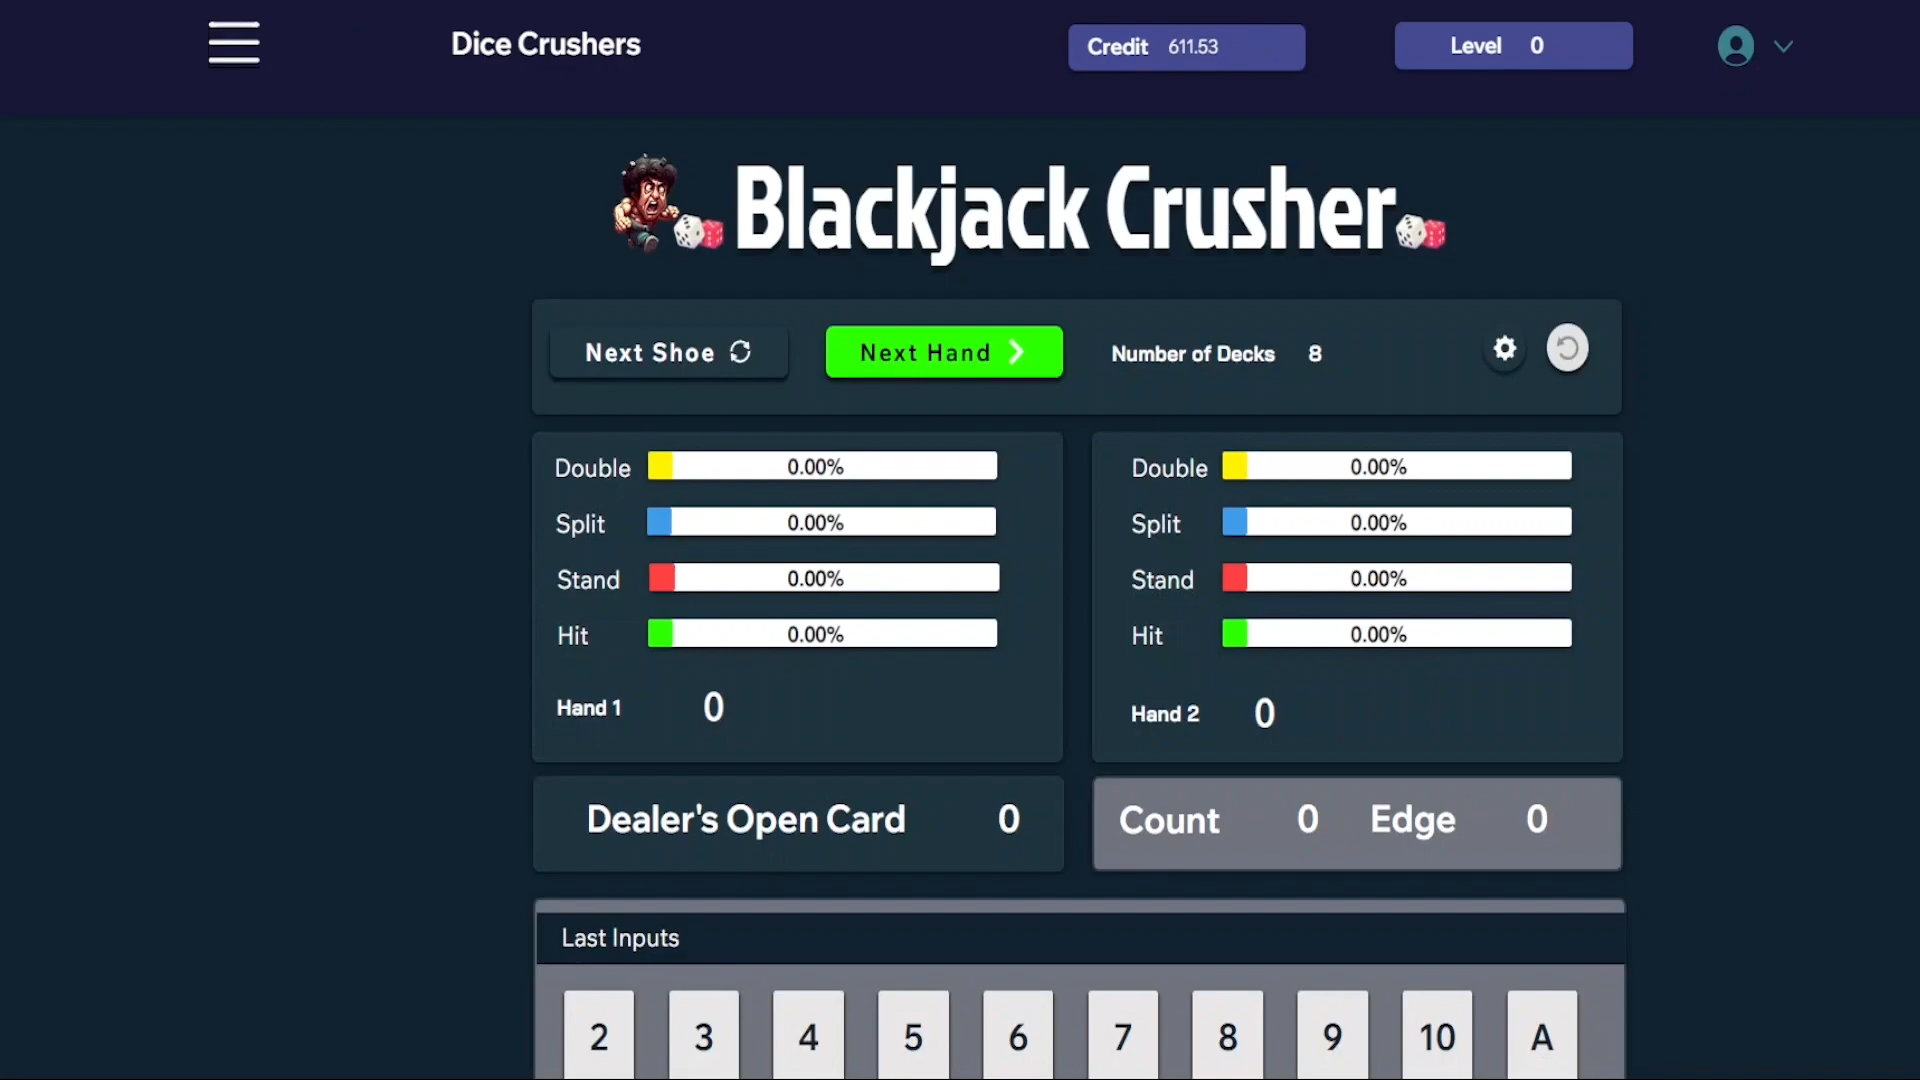 Dice Crushers
Credit 611.53
Level 0
Blackjack Crusher
Next Shoe
Next Hand
Number of Decks 8
Double 0.00%
Split 0.00%
Stand 0.00%
Hit 0.00%
Hand 1 0
Double 0.00%
Split 0.00%
Stand 0.00%
Hit 0.00%
Hand 2 0
Dealer's Open Card 0
Count 0 Edge 0
Last Inputs
2 3 4 5 6 7 8 9 10 A